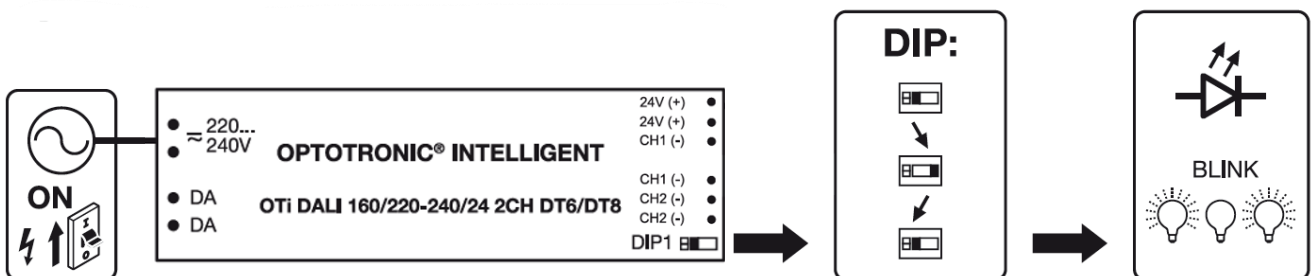 ON
220...
240V
DA
DA
OPTOTRONIC® INTELLIGENT
OTi DALI 160/220-240/24 2CH DT6/DT8
24V (+)
24V (+)
CH1 (-)
CH1 (-)
CH2 (-)
CH2 (-)
DIP1
DIP:
BLINK